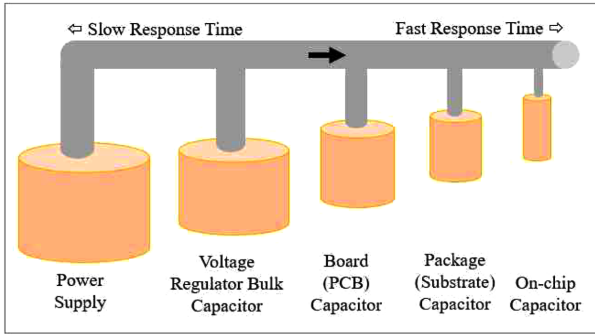 ⇦ Slow Response Time
Fast Response Time ⇨
Power
Supply
Voltage
Regulator Bulk
Capacitor
Board
(PCB)
Capacitor
Package
(Substrate)
Capacitor
On-chip
Capacitor